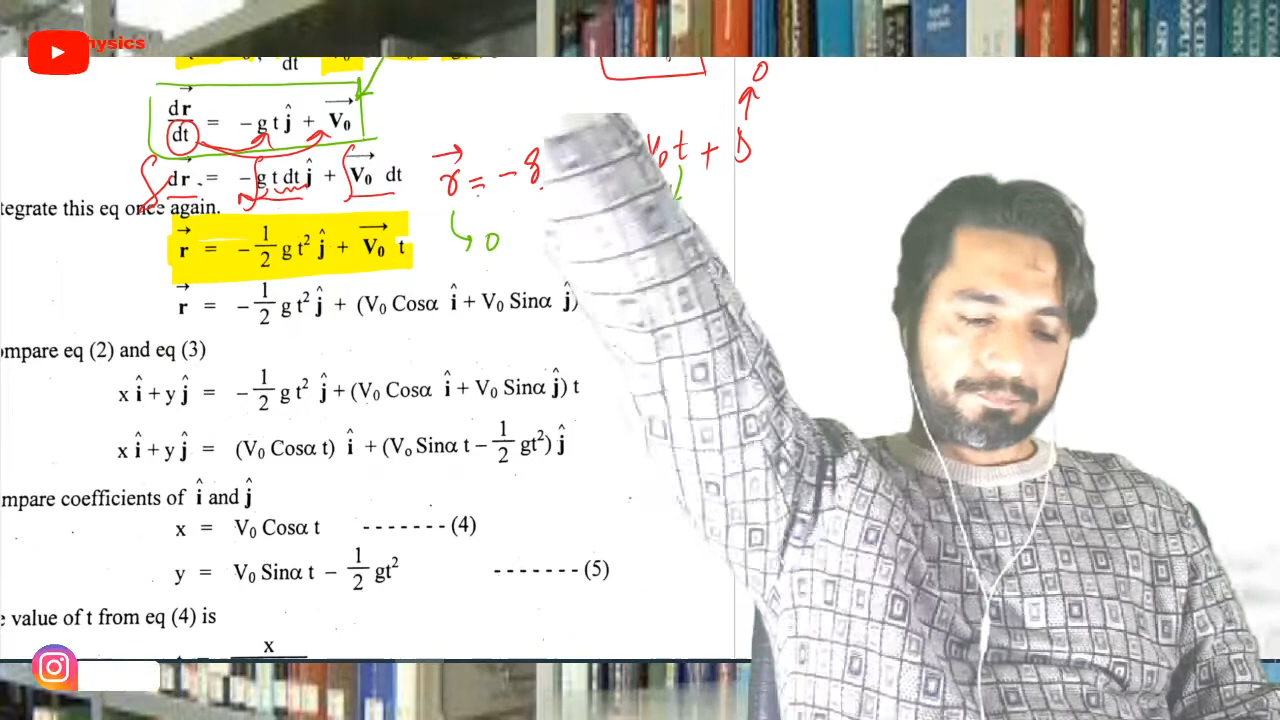 hysics
dt
dr/dt = − g t ĵ + V₀
dr = − g t dt ĵ + V₀ dt
r = − g
V₀ t + D
0
0
tegrate this eq once again.
r = − 1/2 g t² ĵ + V₀ t
r = − 1/2 g t² ĵ + (V₀ Cosα î + V₀ Sinα ĵ)
ompare eq (2) and eq (3)
x î + y ĵ = − 1/2 g t² ĵ + (V₀ Cosα î + V₀ Sinα ĵ) t
x î + y ĵ = (V₀ Cosα t) î + (V₀ Sinα t − 1/2 gt²) ĵ
mpare coefficients of î and ĵ
x = V₀ Cosα t - - - - - - - (4)
y = V₀ Sinα t − 1/2 gt² - - - - - - - (5)
e value of t from eq (4) is
x